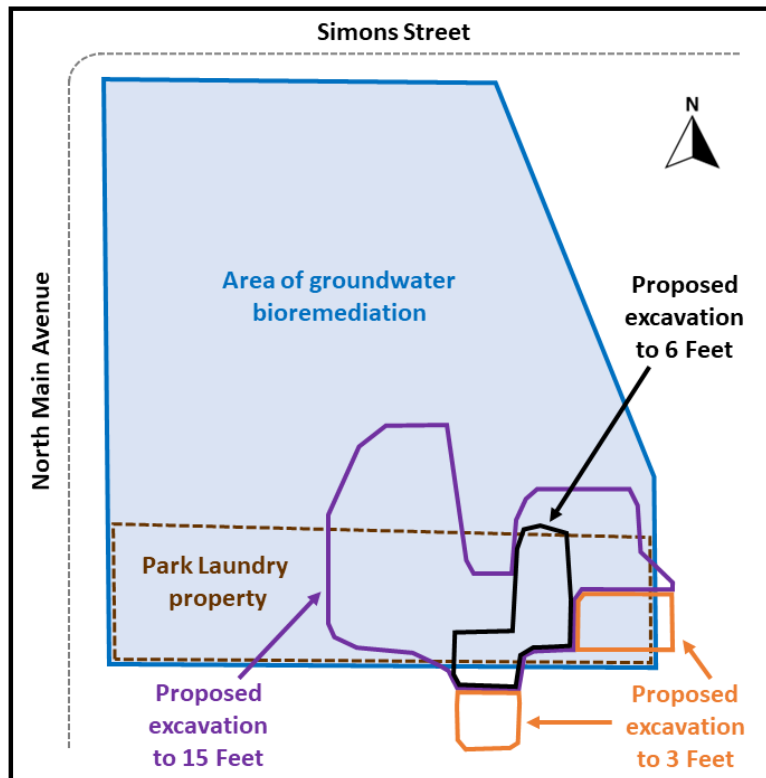 Simons Street
N
North Main Avenue
Area of groundwater
bioremediation
Proposed
excavation
to 6 Feet
Park Laundry
property
Proposed
excavation
to 15 Feet
Proposed
excavation
to 3 Feet